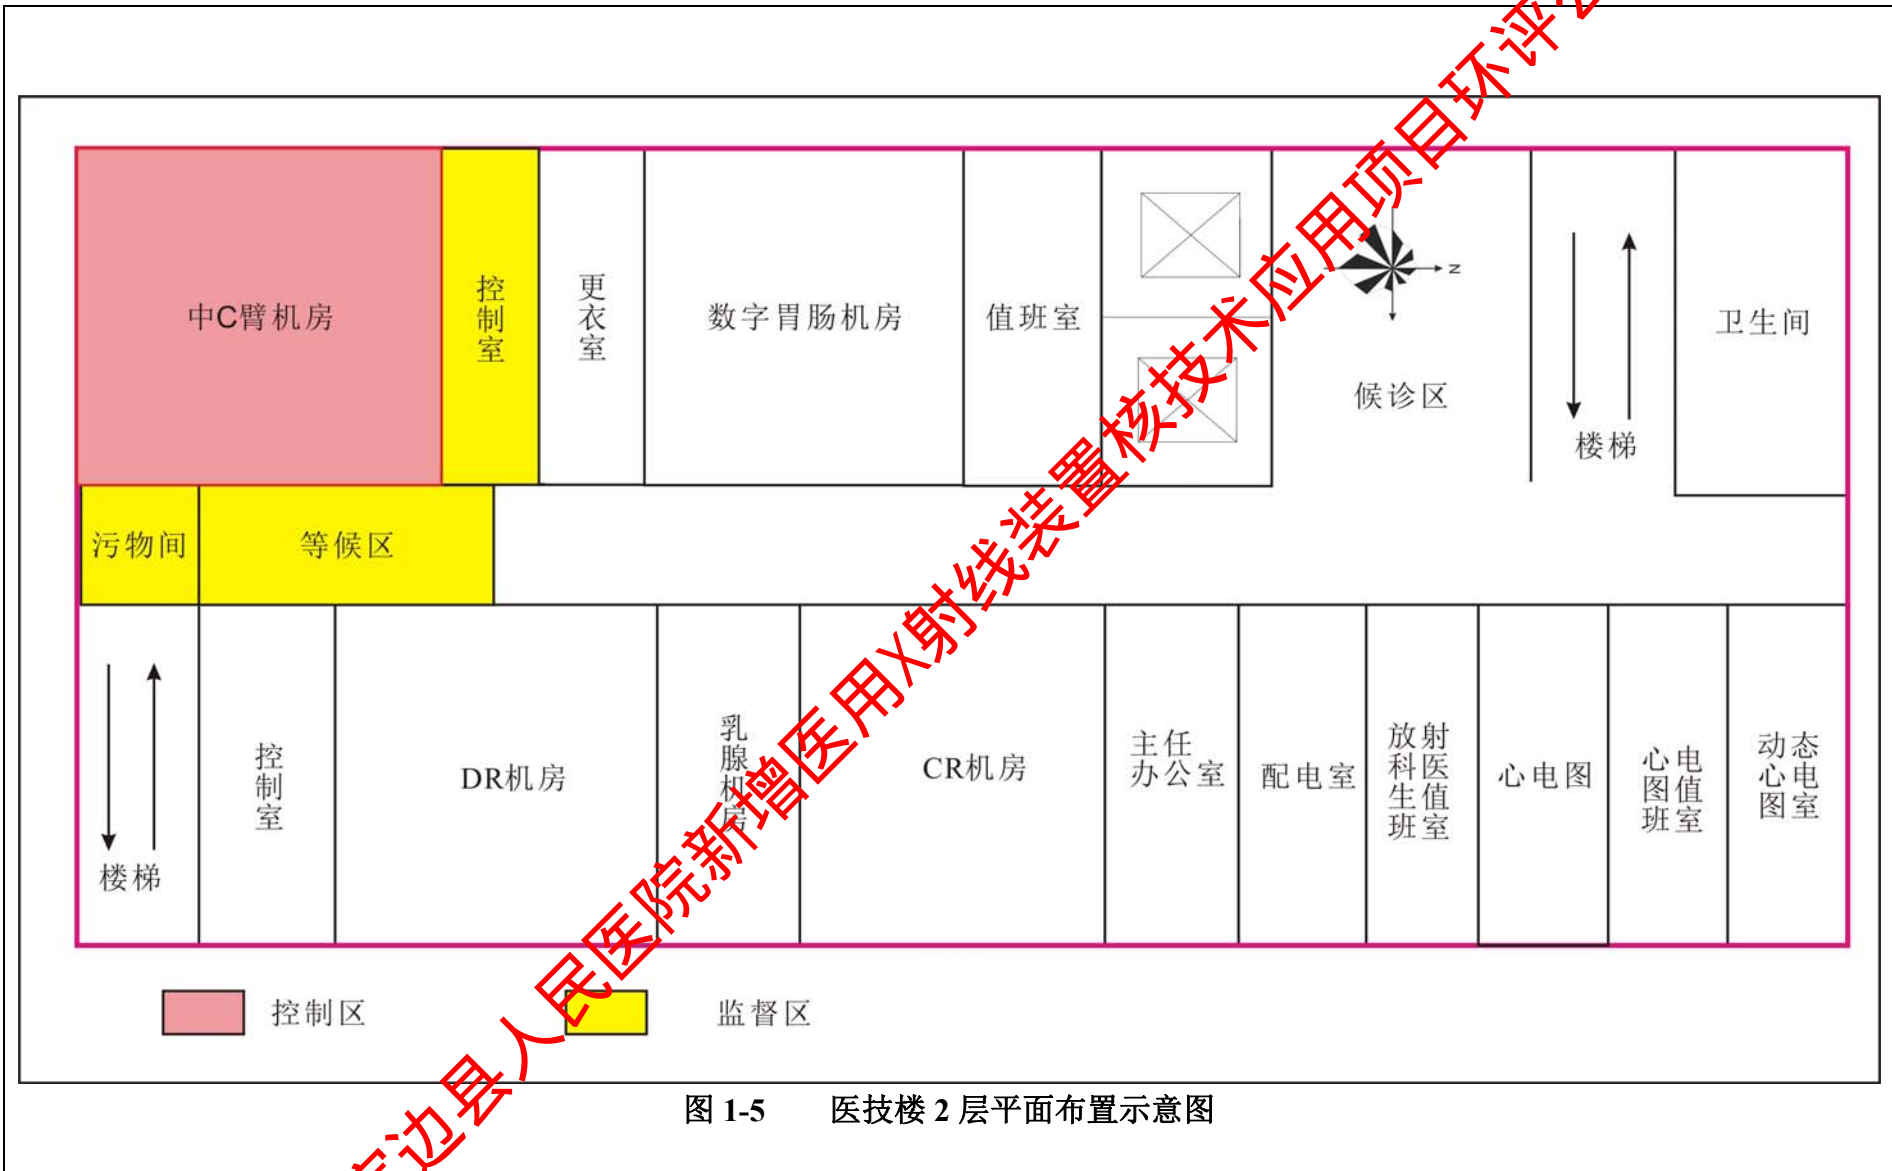 中C臂机房
控制室
更衣室
数字胃肠机房
值班室
N
候诊区
楼梯
卫生间
污物间
等候区
楼梯
控制室
DR机房
乳腺机房
CR机房
主任
办公室
配电室
放射
科医
生值
班室
心电图
心电
图值
班室
动态
心电
图室
控制区
监督区
图 1-5 医技楼 2 层平面布置示意图
边县人民医院新增医用X射线装置核技术应用项目环评